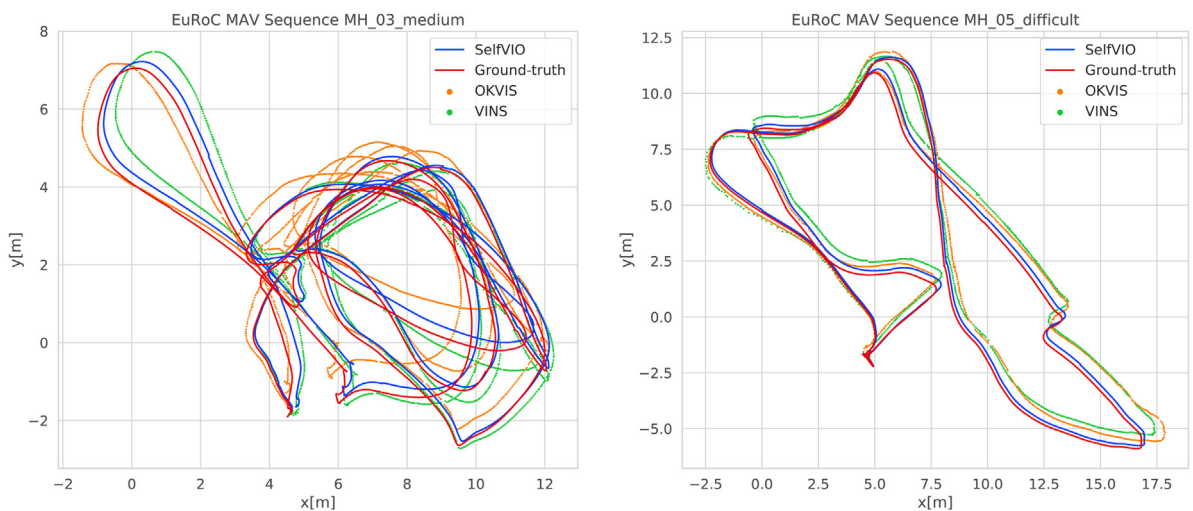 EuRoC MAV Sequence MH_03_medium
8
6
4
2
0
−2
y[m]
−2
0
2
4
6
8
10
12
x[m]
SelfVIO
Ground-truth
OKVIS
VINS
EuRoC MAV Sequence MH_05_difficult
12.5
10.0
7.5
5.0
2.5
0.0
−2.5
−5.0
y[m]
−2.5
0.0
2.5
5.0
7.5
10.0
12.5
15.0
17.5
x[m]
SelfVIO
Ground-truth
OKVIS
VINS